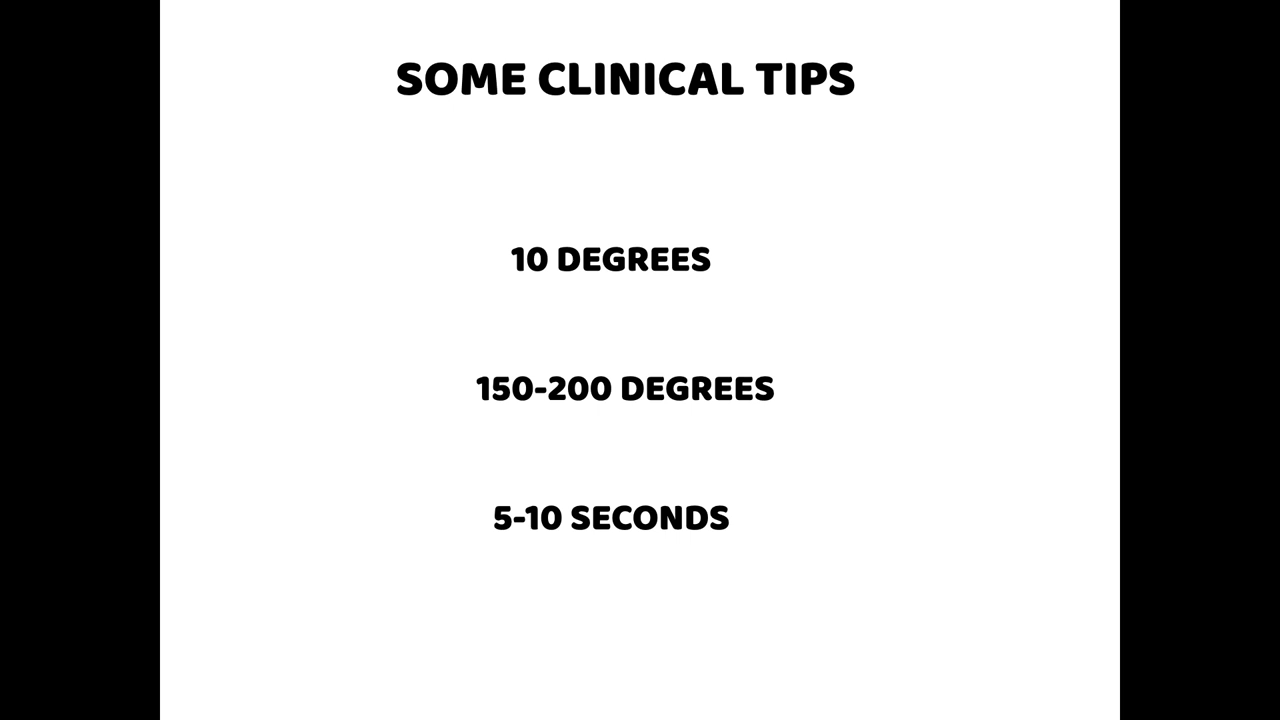 SOME CLINICAL TIPS
10 DEGREES
150-200 DEGREES
5-10 SECONDS